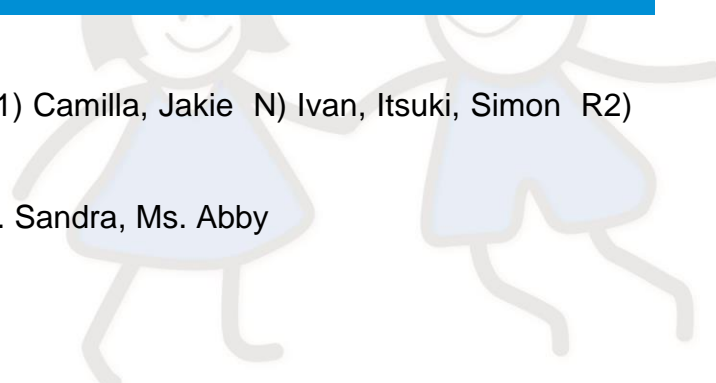 1) Camilla, Jakie N) Ivan, Itsuki, Simon R2)
. Sandra, Ms. Abby